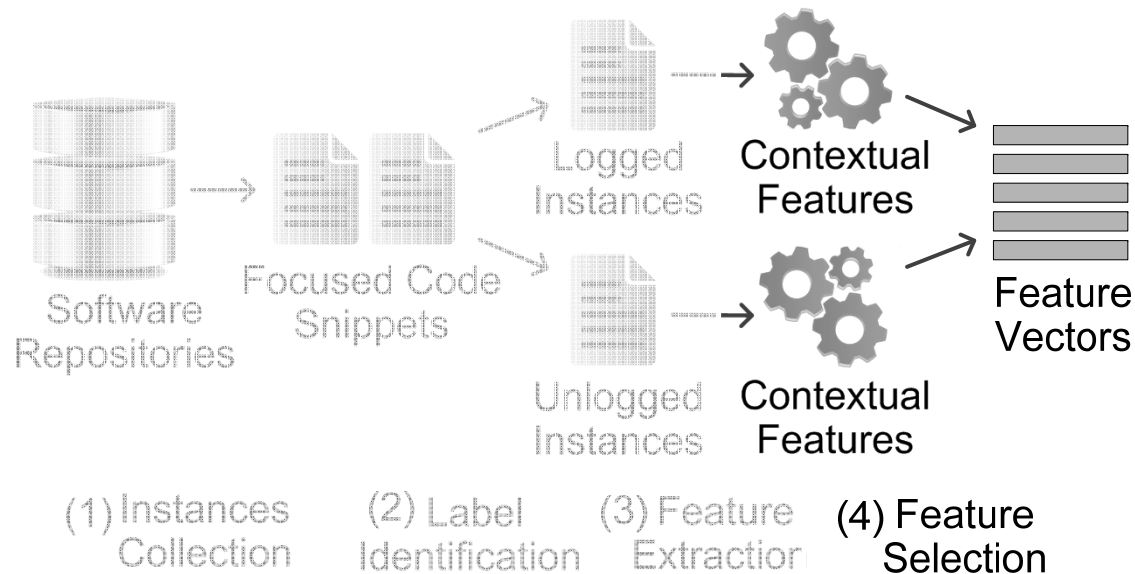 Logged
Instances
Contextual
Features
Software
Repositories
Focused Code
Snippets
Feature
Vectors
Unlogged
Instances
Contextual
Features
(1) Instances
Collection
(2) Label
Identification
(3) Feature
Extraction
(4) Feature
Selection